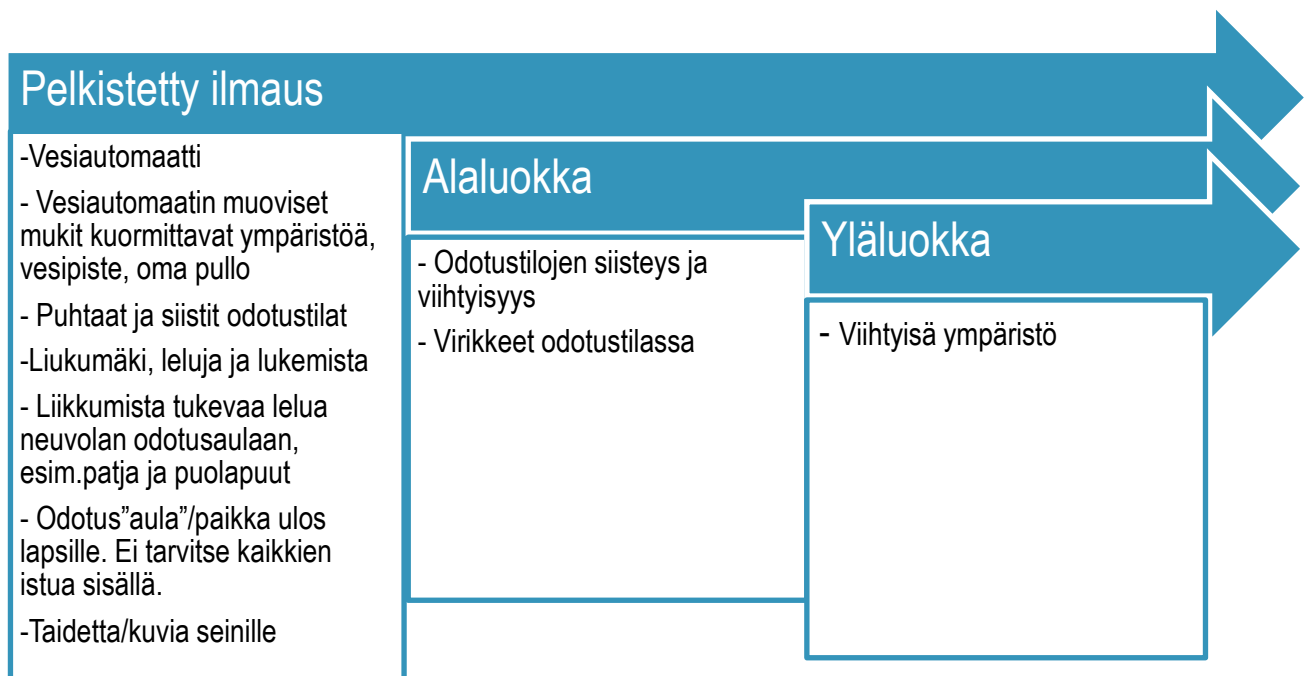 Pelkistetty ilmaus
-Vesiautomaatti
- Vesiautomaatin muoviset
mukit kuormittavat ympäristöä,
vesipiste, oma pullo
- Puhtaat ja siistit odotustilat
-Liukumäki, leluja ja lukemista
- Liikkumista tukevaa lelua
neuvolan odotusaulaan,
esim.patja ja puolapuut
- Odotus”aula”/paikka ulos
lapsille. Ei tarvitse kaikkien
istua sisällä.
-Taidetta/kuvia seinille
Alaluokka
- Odotustilojen siisteys ja
viihtyisyys
- Virikkeet odotustilassa
Yläluokka
- Viihtyisä ympäristö